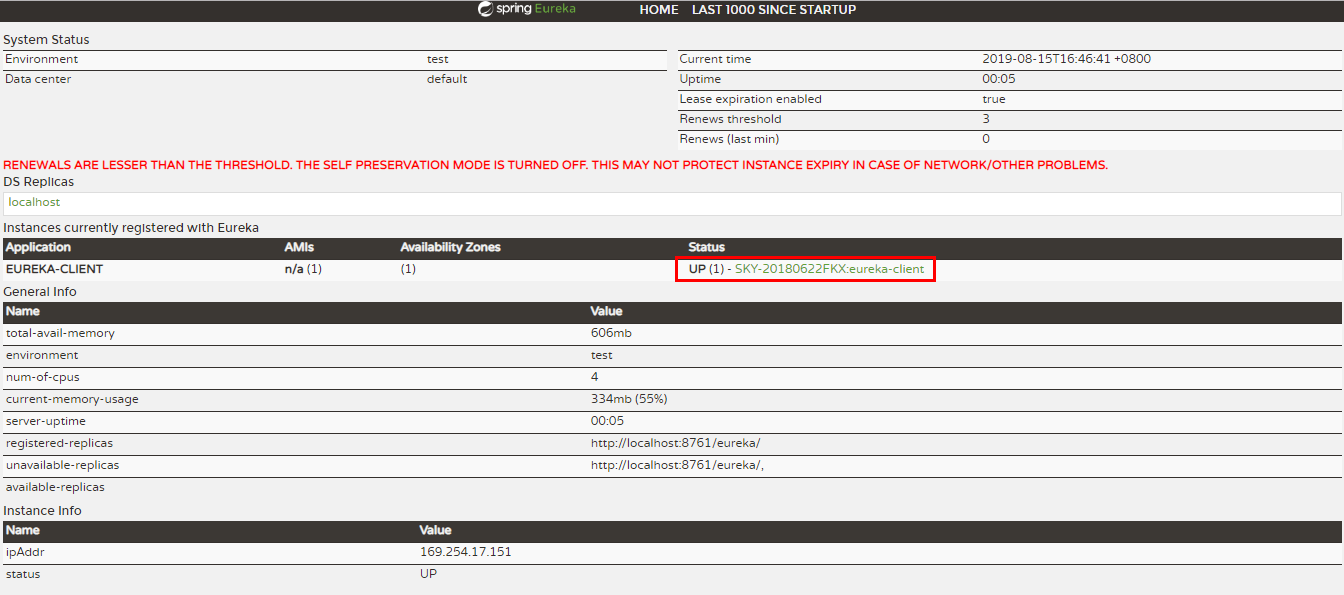 spring Eureka HOME LAST 1000 SINCE STARTUP
System Status
Environment test
Data center default
Current time 2019-08-15T16:46:41 +0800
Uptime 00:05
Lease expiration enabled true
Renews threshold 3
Renews (last min) 0
RENEWALS ARE LESSER THAN THE THRESHOLD. THE SELF PRESERVATION MODE IS TURNED OFF. THIS MAY NOT PROTECT INSTANCE EXPIRY IN CASE OF NETWORK/OTHER PROBLEMS.
DS Replicas
localhost
Instances currently registered with Eureka
Application AMIs Availability Zones Status
EUREKA-CLIENT n/a (1) (1) UP (1) - SKY-20180622FKX:eureka-client
General Info
Name Value
total-avail-memory 606mb
environment test
num-of-cpus 4
current-memory-usage 334mb (55%)
server-uptime 00:05
registered-replicas http://localhost:8761/eureka/
unavailable-replicas http://localhost:8761/eureka/,
available-replicas
Instance Info
Name Value
ipAddr 169.254.17.151
status UP